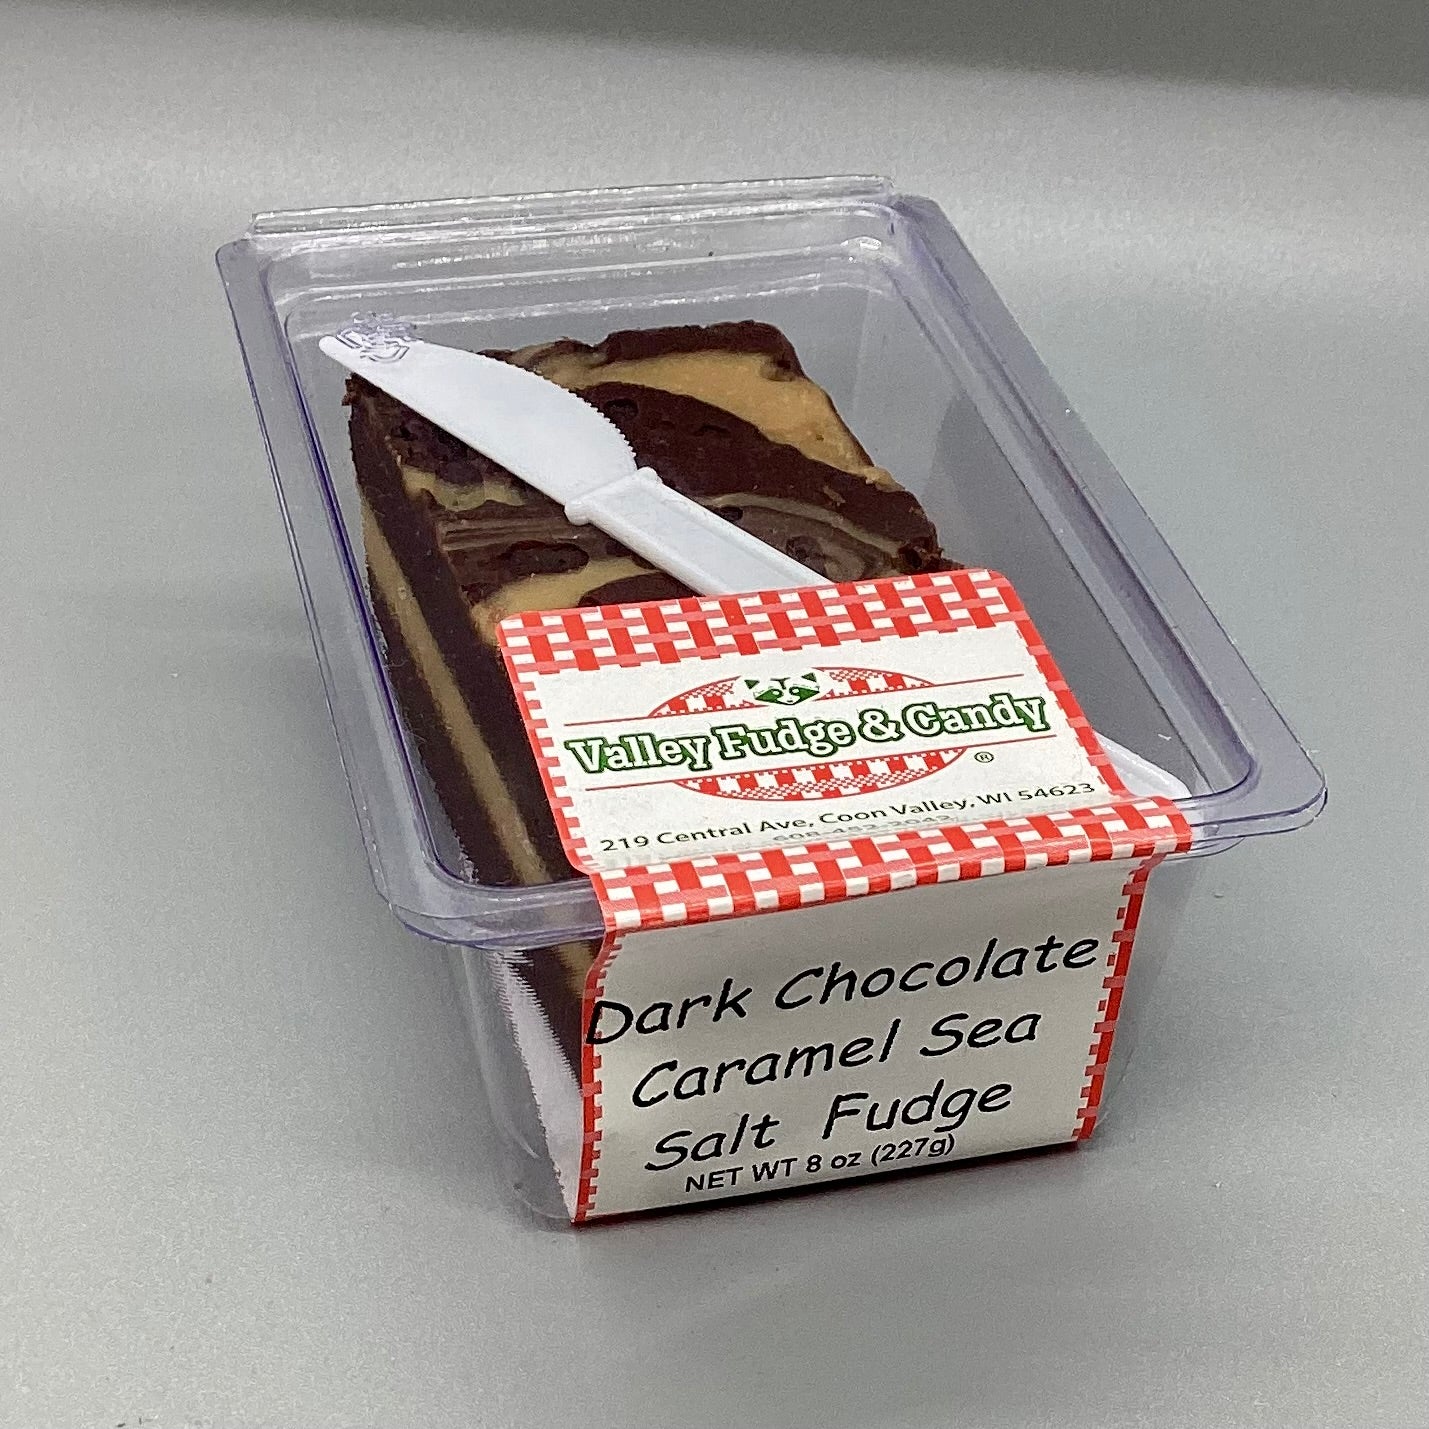 Valley Fudge & Candy
®
219 Central Ave, Coon Valley, WI 54623
Dark Chocolate
Caramel Sea
Salt Fudge
NET WT 8 oz (227g)